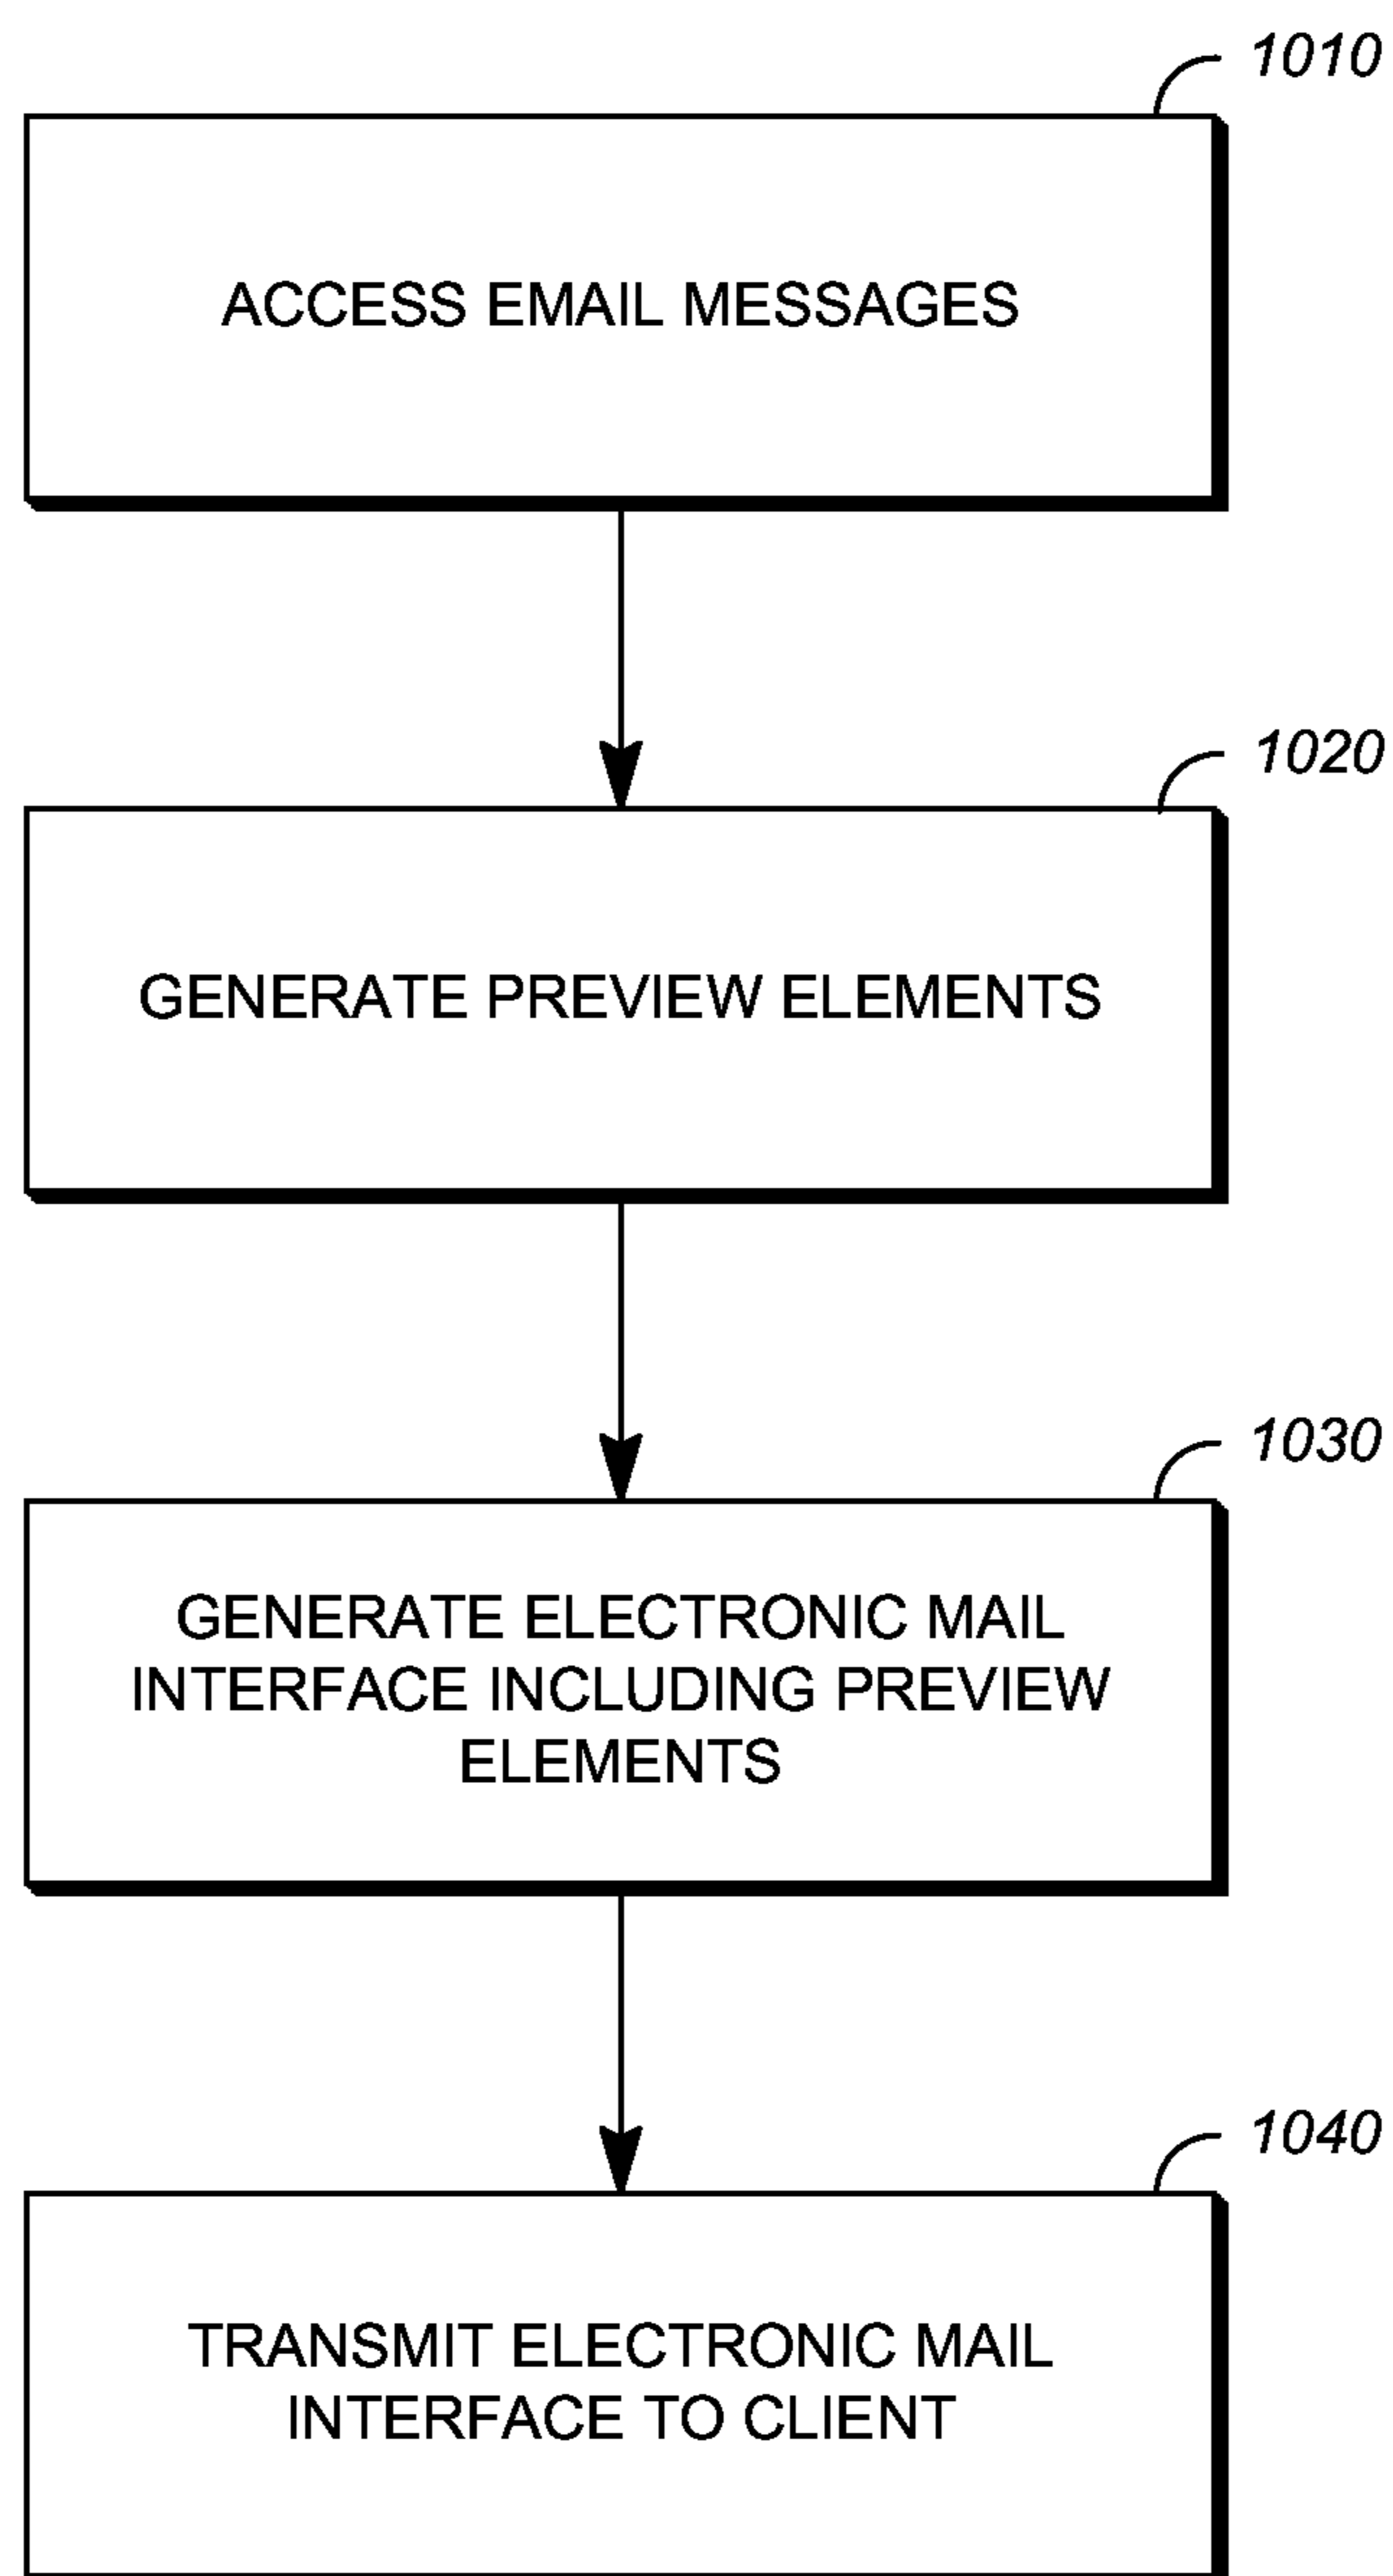 1010
ACCESS EMAIL MESSAGES
1020
GENERATE PREVIEW ELEMENTS
1030
GENERATE ELECTRONIC MAIL
INTERFACE INCLUDING PREVIEW
ELEMENTS
1040
TRANSMIT ELECTRONIC MAIL
INTERFACE TO CLIENT